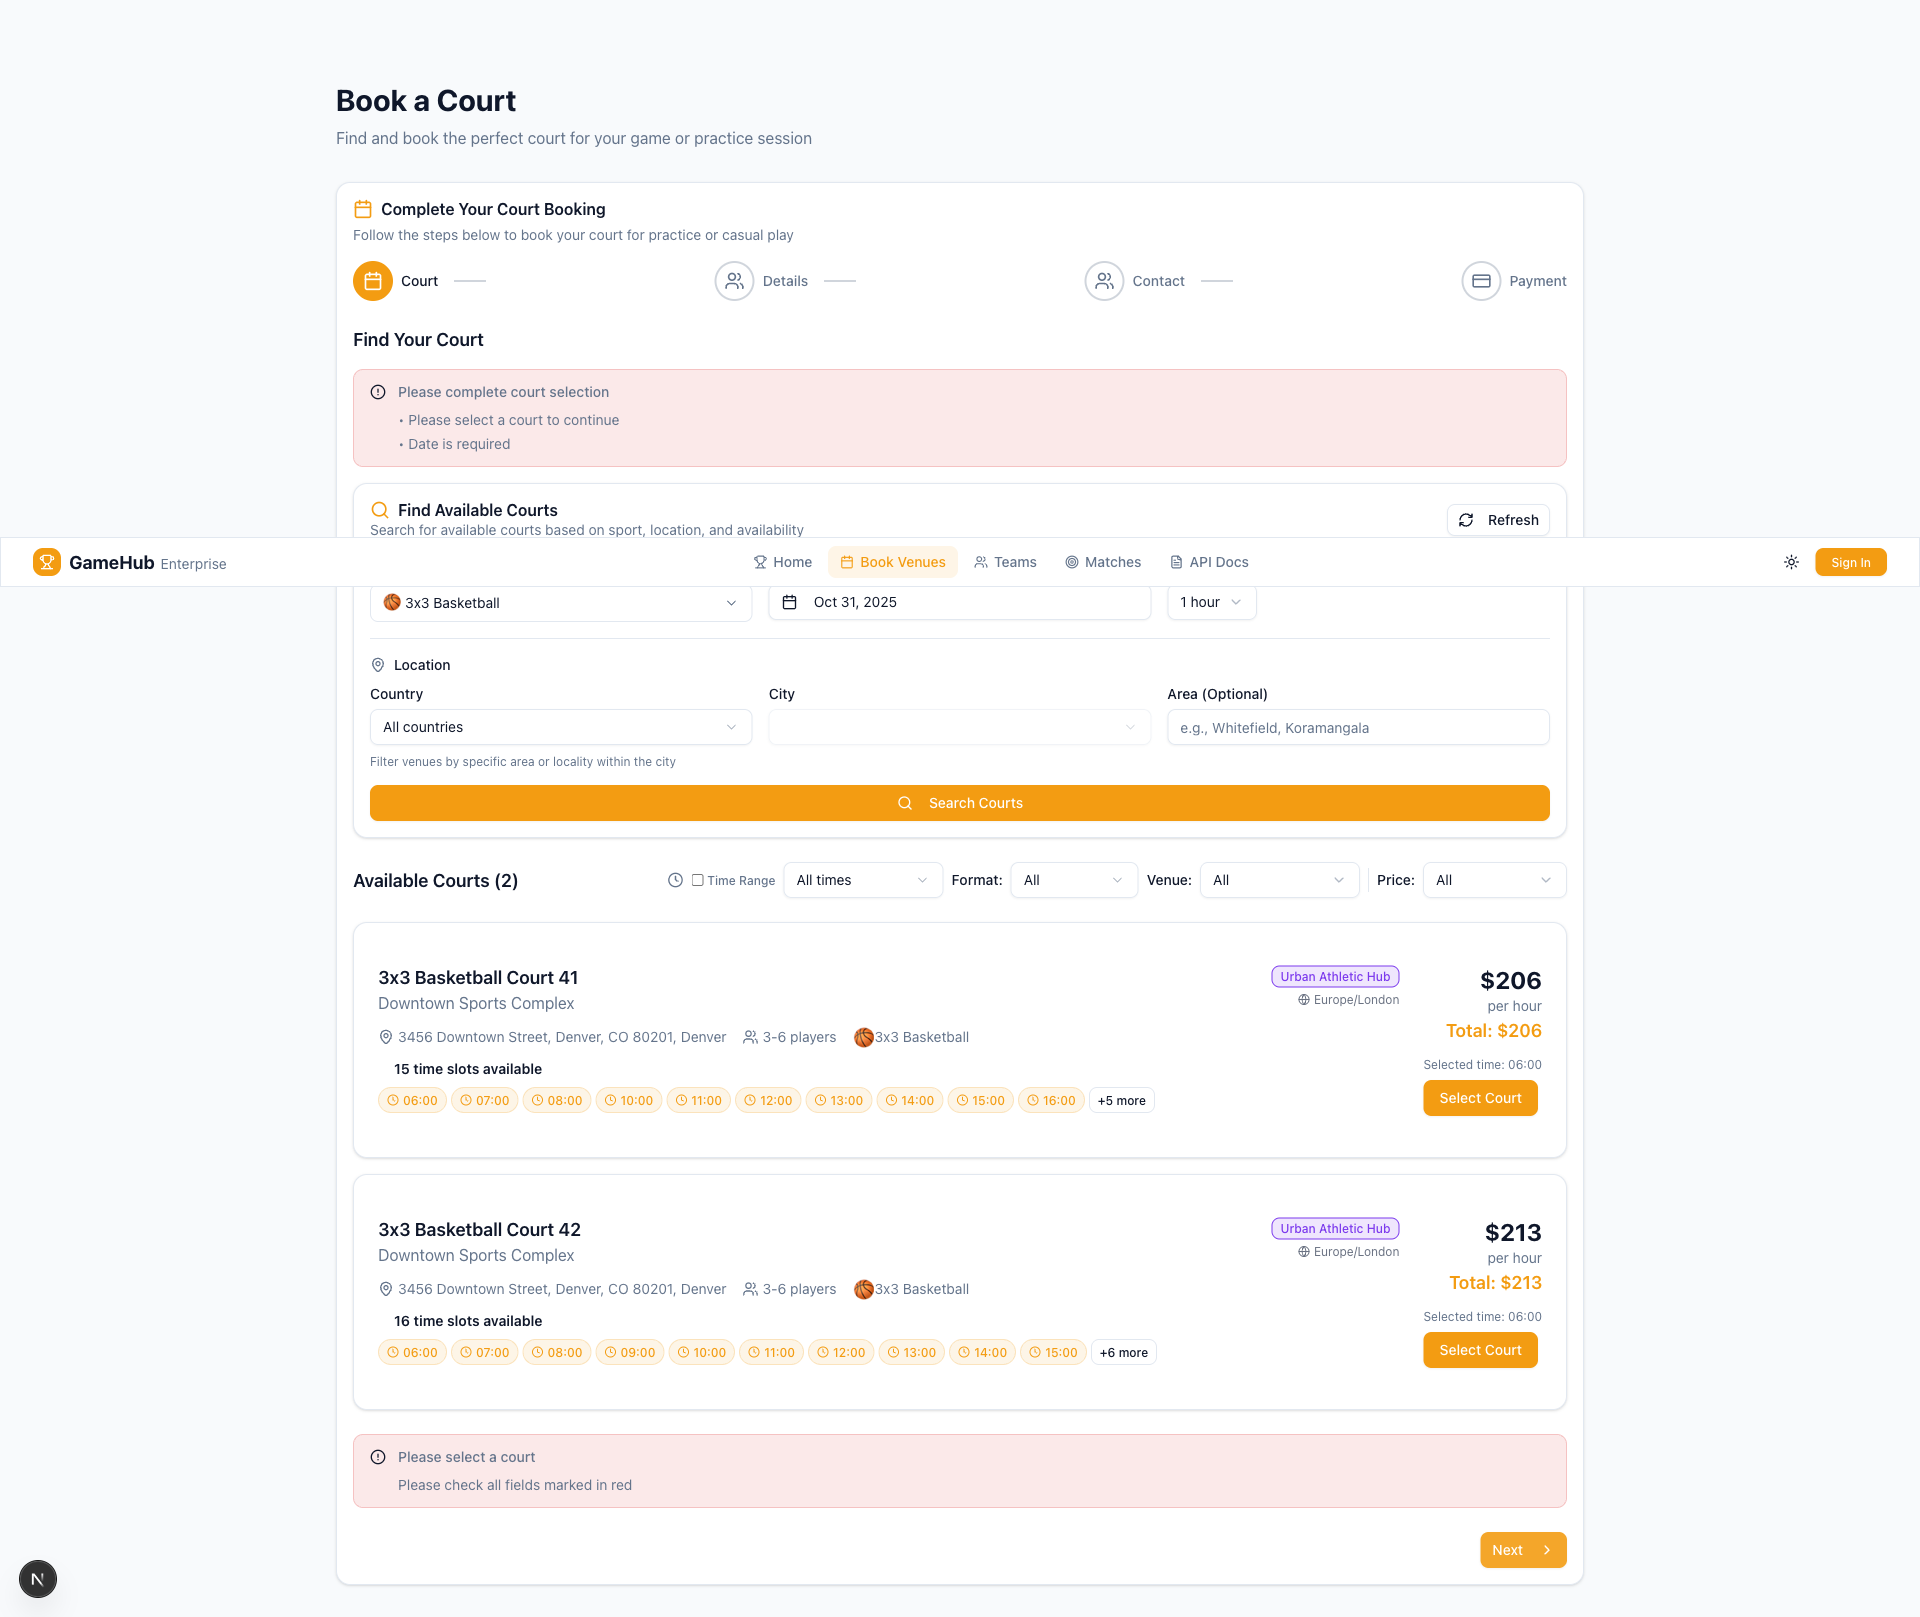 Book a Court
Find and book the perfect court for your game or practice session
Complete Your Court Booking
Follow the steps below to book your court for practice or casual play
Court
Details
Contact
Payment
Find Your Court
Please complete court selection
• Please select a court to continue
• Date is required
Find Available Courts
Search for available courts based on sport, location, and availability
Refresh
GameHub Enterprise
Home
Book Venues
Teams
Matches
API Docs
Sign In
3x3 Basketball
Oct 31, 2025
1 hour
Location
Country
City
Area (Optional)
All countries
e.g., Whitefield, Koramangala
Filter venues by specific area or locality within the city
Search Courts
Available Courts (2)
Time Range
All times
Format:
All
Venue:
All
Price:
All
3x3 Basketball Court 41
Downtown Sports Complex
3456 Downtown Street, Denver, CO 80201, Denver
3-6 players
3x3 Basketball
15 time slots available
06:00 07:00 08:00 10:00 11:00 12:00 13:00 14:00 15:00 16:00 +5 more
Urban Athletic Hub
Europe/London
$206
per hour
Total: $206
Selected time: 06:00
Select Court
3x3 Basketball Court 42
Downtown Sports Complex
3456 Downtown Street, Denver, CO 80201, Denver
3-6 players
3x3 Basketball
16 time slots available
06:00 07:00 08:00 09:00 10:00 11:00 12:00 13:00 14:00 15:00 +6 more
Urban Athletic Hub
Europe/London
$213
per hour
Total: $213
Selected time: 06:00
Select Court
Please select a court
Please check all fields marked in red
Next
N